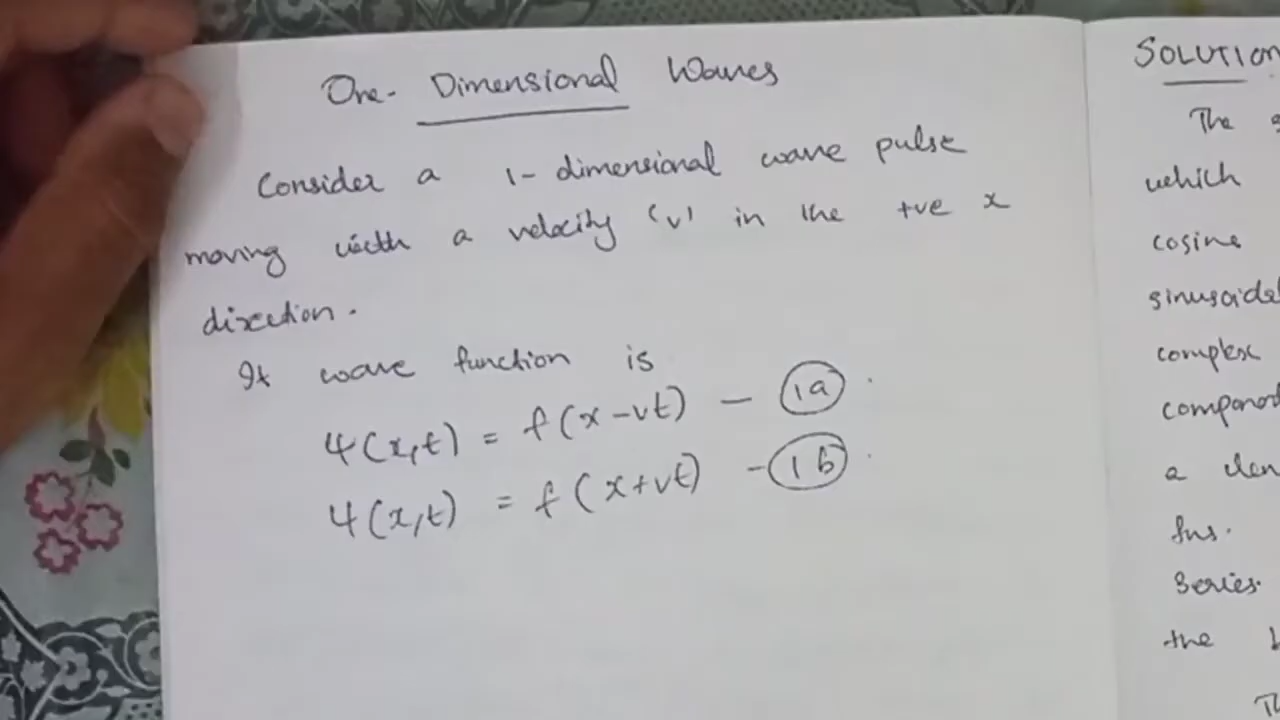 One-Dimensional Waves
Consider a 1-dimensional wave pulse
moving with a velocity 'v' in the +ve x
direction.
It wave function is
Ψ(x,t) = f(x-vt) - 1a
Ψ(x,t) = f(x+vt) - 1b
SOLUTION
The
which
cosine
sinusoidal
complex
a
fns.
Series.
the